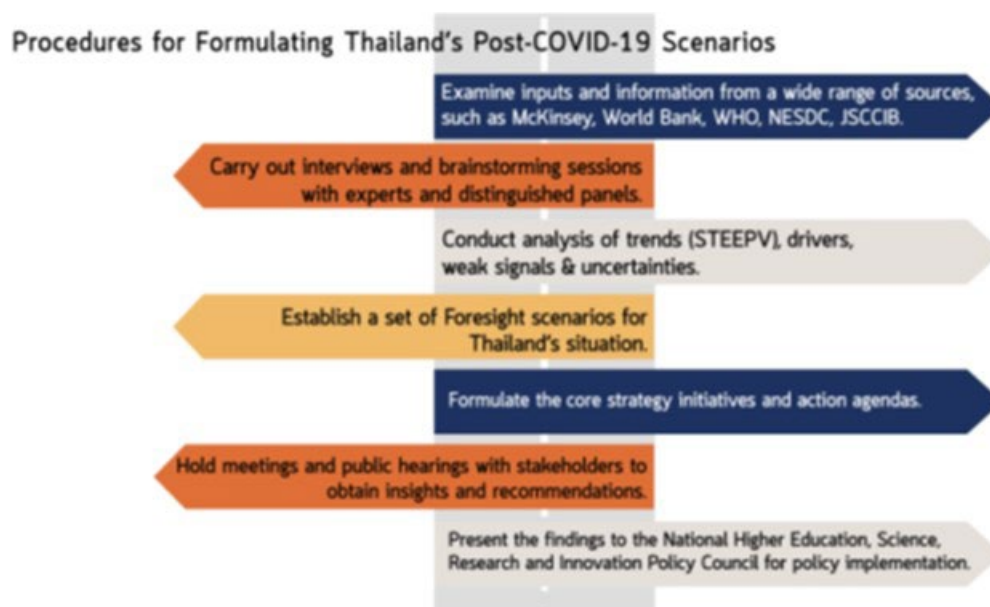 Procedures for Formulating Thailand's Post-COVID-19 Scenarios
Examine inputs and information from a wide range of sources,
such as McKinsey, World Bank, WHO, NESDC, JSCCIB.
Carry out interviews and brainstorming sessions
with experts and distinguished panels.
Conduct analysis of trends (STEEPV), drivers,
weak signals & uncertainties.
Establish a set of Foresight scenarios for
Thailand's situation.
Formulate the core strategy initiatives and action agendas.
Hold meetings and public hearings with stakeholders to
obtain insights and recommendations.
Present the findings to the National Higher Education, Science,
Research and Innovation Policy Council for policy implementation.